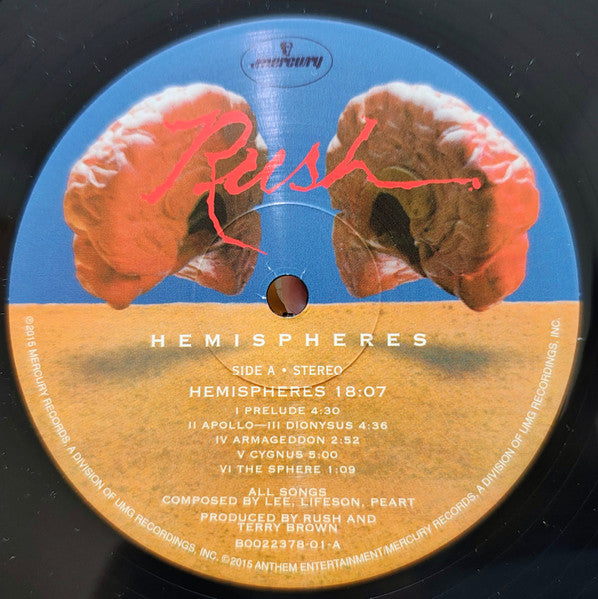 mercury
Rush
HEMISPHERES
SIDE A • STEREO
HEMISPHERES 18:07
I PRELUDE 4:30
II APOLLO—III DIONYSUS 4:36
IV ARMAGEDDON 2:52
V CYGNUS 5:00
VI THE SPHERE 1:09
ALL SONGS
COMPOSED BY LEE, LIFESON, PEART
PRODUCED BY RUSH AND
TERRY BROWN
B0022378-01-A
℗2015 MERCURY RECORDS, A DIVISION OF UMG RECORDINGS, INC. ©2015 ANTHEM ENTERTAINMENT/MERCURY RECORDS, A DIVISION OF UMG RECORDINGS, INC.